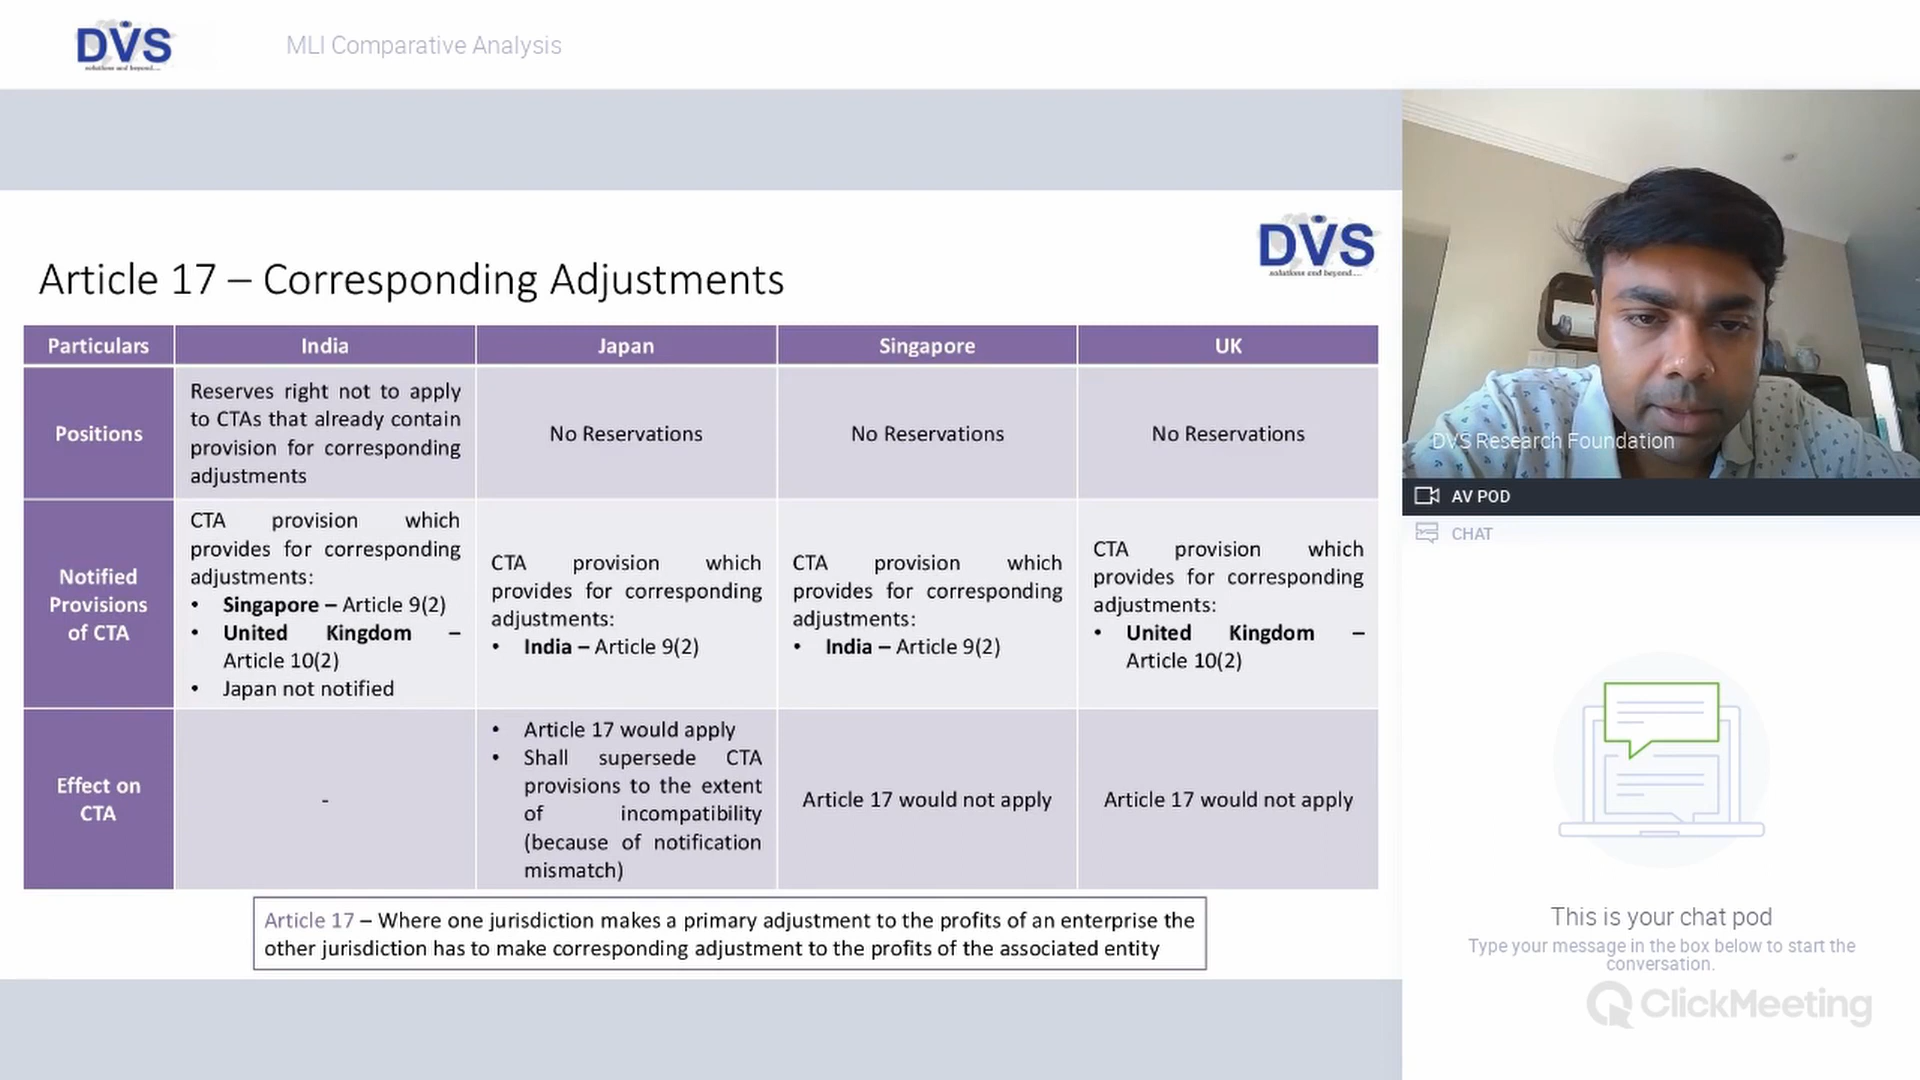 DVS
solutions and beyond....
MLI Comparative Analysis
DVS
solutions and beyond....
Article 17 – Corresponding Adjustments
Particulars
India
Japan
Singapore
UK
Positions
Reserves right not to apply
to CTAs that already contain
provision for corresponding
adjustments
No Reservations
No Reservations
No Reservations
Notified
Provisions
of CTA
CTA provision which
provides for corresponding
adjustments:
• Singapore – Article 9(2)
• United Kingdom –
Article 10(2)
• Japan not notified
CTA provision which
provides for corresponding
adjustments:
• India – Article 9(2)
CTA provision which
provides for corresponding
adjustments:
• India – Article 9(2)
CTA provision which
provides for corresponding
adjustments:
• United Kingdom –
Article 10(2)
Effect on
CTA
-
• Article 17 would apply
• Shall supersede CTA
provisions to the extent
of incompatibility
(because of notification
mismatch)
Article 17 would not apply
Article 17 would not apply
Article 17 – Where one jurisdiction makes a primary adjustment to the profits of an enterprise the
other jurisdiction has to make corresponding adjustment to the profits of the associated entity
DVS Research Foundation
AV POD
CHAT
This is your chat pod
Type your message in the box below to start the
conversation.
ClickMeeting